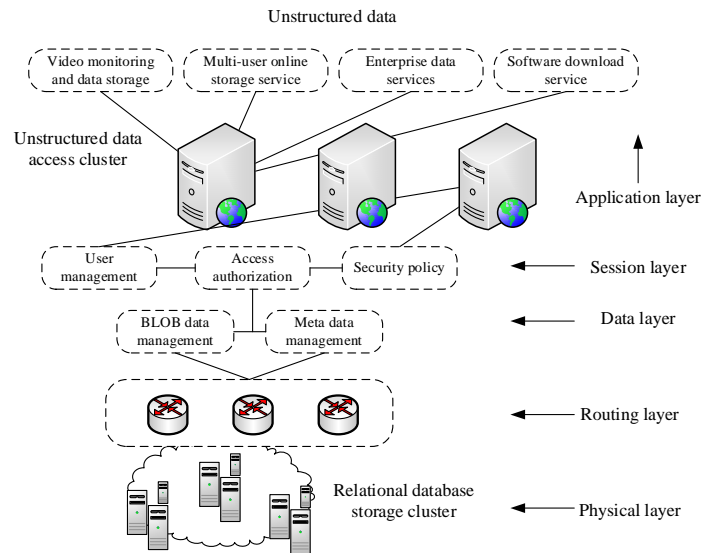 Unstructured data
Video monitoring
and data storage
Multi-user online
storage service
Enterprise data
services
Software download
service
Unstructured data
access cluster
Application layer
User
management
Access
authorization
Security policy
Session layer
BLOB data
management
Meta data
management
Data layer
Routing layer
Relational database
storage cluster
Physical layer